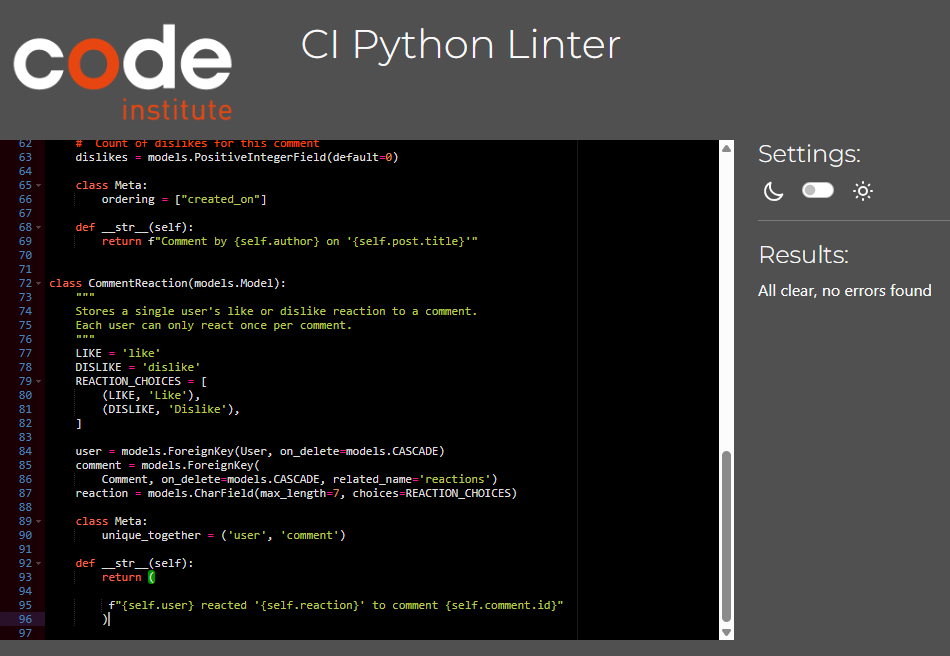 code
institute
CI Python Linter
62 # Count of dislikes for this comment
63 dislikes = models.PositiveIntegerField(default=0)
64
65 class Meta:
66 ordering = ["created_on"]
67
68 def __str__(self):
69 return f"Comment by {self.author} on '{self.post.title}'"
70
71
72 class CommentReaction(models.Model):
73 """
74 Stores a single user's like or dislike reaction to a comment.
75 Each user can only react once per comment.
76 """
77 LIKE = 'like'
78 DISLIKE = 'dislike'
79 REACTION_CHOICES = [
80 (LIKE, 'Like'),
81 (DISLIKE, 'Dislike'),
82 ]
83
84 user = models.ForeignKey(User, on_delete=models.CASCADE)
85 comment = models.ForeignKey(
86 Comment, on_delete=models.CASCADE, related_name='reactions')
87 reaction = models.CharField(max_length=7, choices=REACTION_CHOICES)
88
89 class Meta:
90 unique_together = ('user', 'comment')
91
92 def __str__(self):
93 return (
94
95 f"{self.user} reacted '{self.reaction}' to comment {self.comment.id}"
96 )
97
Settings:
Results:
All clear, no errors found